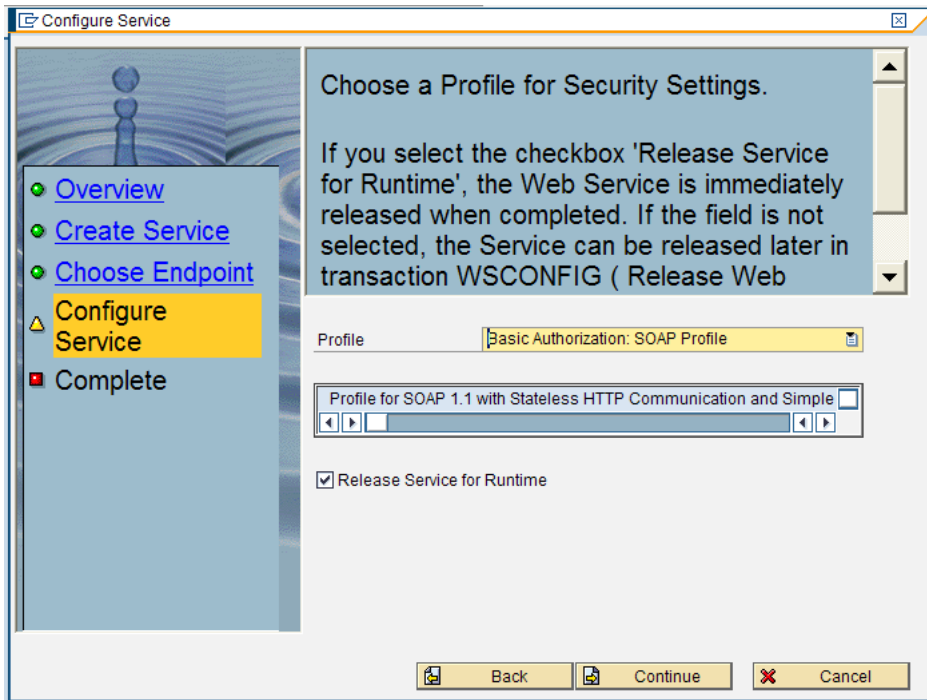 Configure Service
Choose a Profile for Security Settings.
If you select the checkbox 'Release Service
for Runtime', the Web Service is immediately
released when completed. If the field is not
selected, the Service can be released later in
transaction WSCONFIG ( Release Web
Overview
Create Service
Choose Endpoint
Configure
Service
Complete
Profile
Basic Authorization: SOAP Profile
Profile for SOAP 1.1 with Stateless HTTP Communication and Simple
Release Service for Runtime
Back
Continue
Cancel